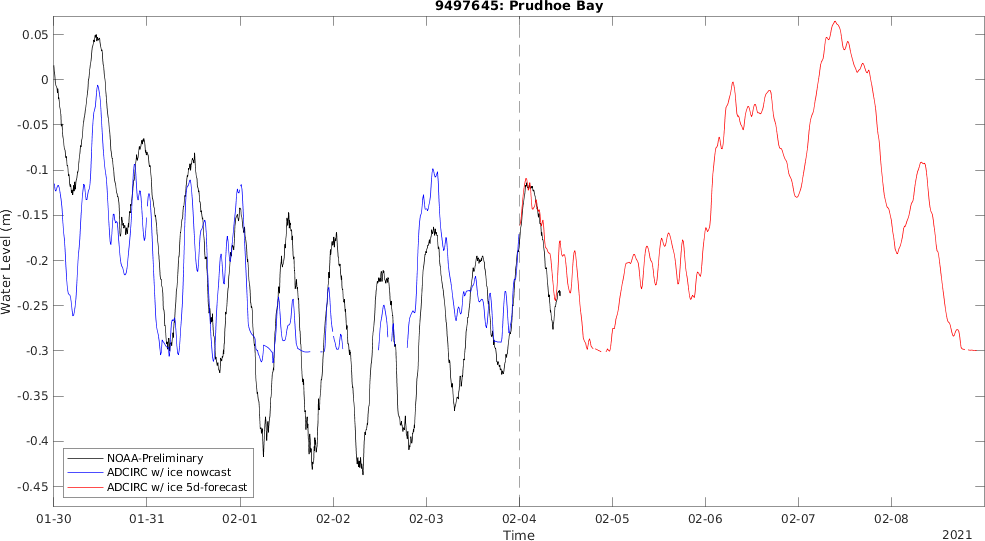 9497645: Prudhoe Bay
Water Level (m)
0.05
0
-0.05
-0.1
-0.15
-0.2
-0.25
-0.3
-0.35
-0.4
-0.45
NOAA-Preliminary
ADCIRC w/ ice nowcast
ADCIRC w/ ice 5d-forecast
01-30 01-31 02-01 02-02 02-03 02-04 02-05 02-06 02-07 02-08
Time
2021